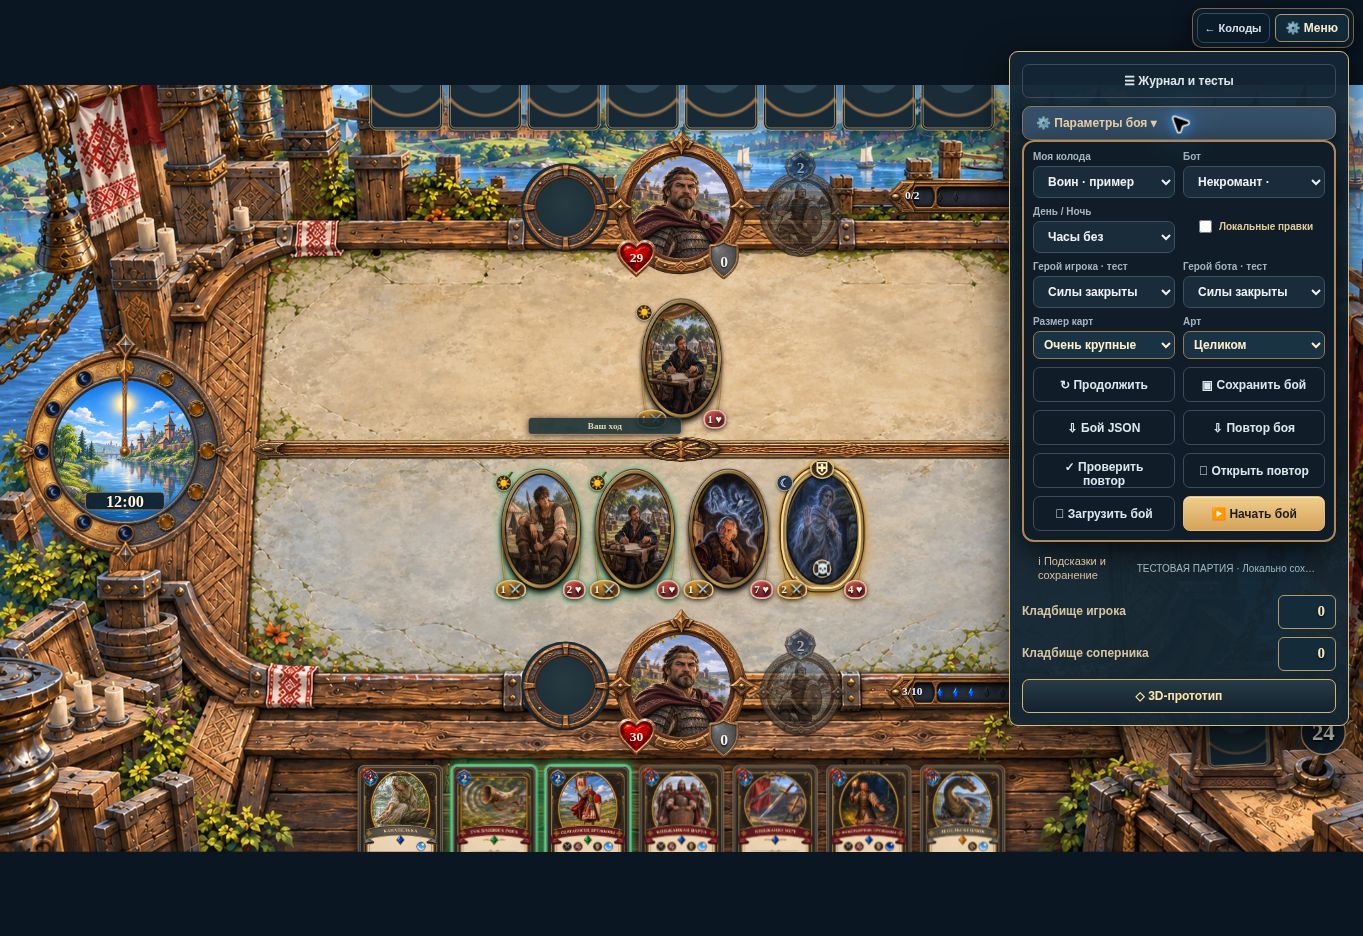 ← Колоды
⚙️ Меню
☰ Журнал и тесты
⚙️ Параметры боя ▾
Моя колода
Бот
Воин · пример
Некромант ·
День / Ночь
Часы без
Локальные правки
Герой игрока · тест
Герой бота · тест
Силы закрыты
Силы закрыты
Размер карт
Арт
Очень крупные
Целиком
↻ Продолжить
▣ Сохранить бой
⇩ Бой JSON
⇩ Повтор боя
✓ Проверить
повтор
Открыть повтор
Загрузить бой
▶️ Начать бой
i Подсказки и
сохранение
ТЕСТОВАЯ ПАРТИЯ · Локально сох…
Кладбище игрока
0
Кладбище соперника
0
◇ 3D-прототип
2
0/2
29
0
1 ♥
Ваш ход
12:00
1
2 ♥
1
1 ♥
1
7 ♥
2
4 ♥
2
3/10
30
0
24